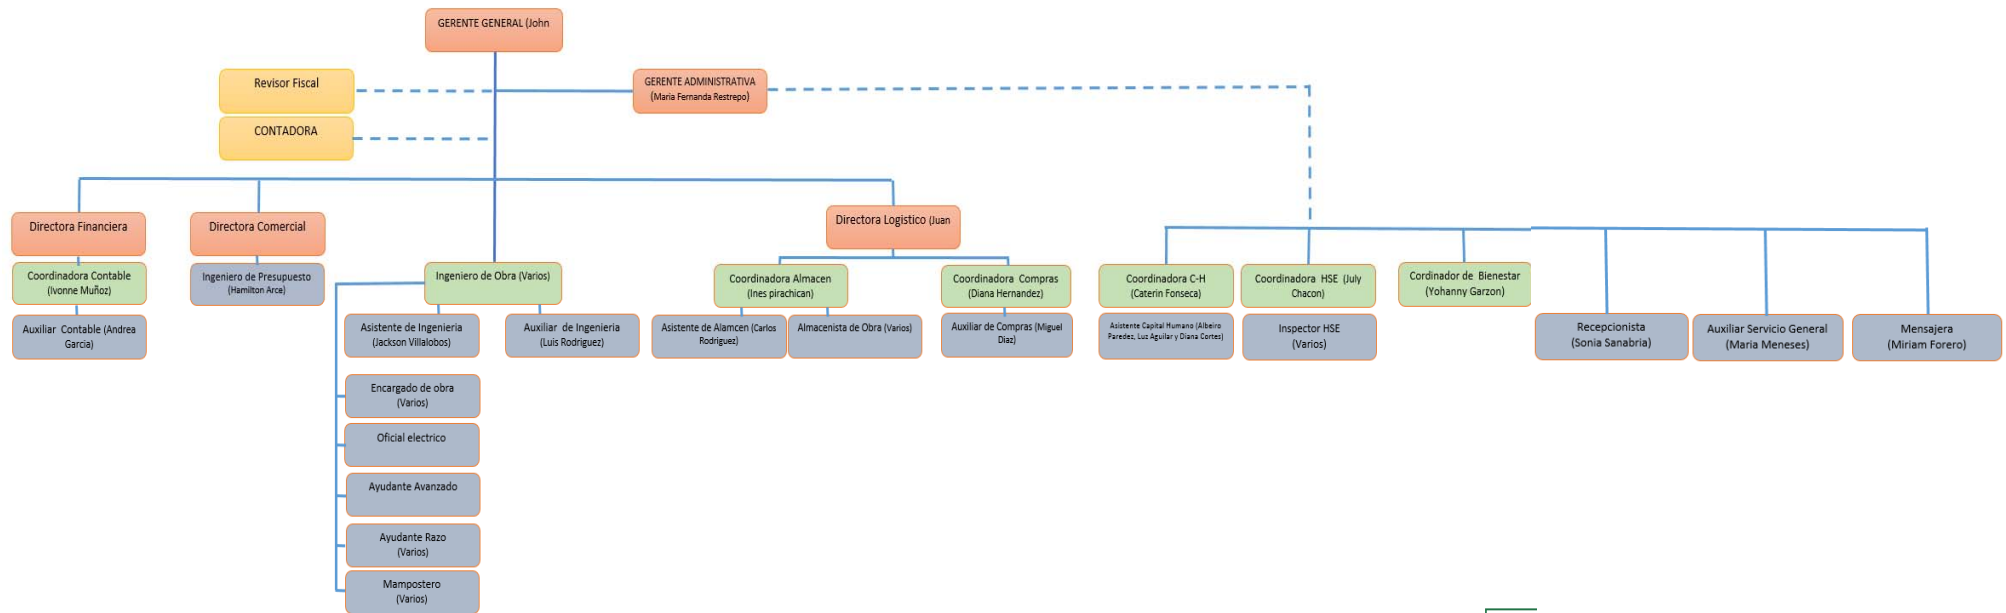 GERENTE GENERAL (John
Revisor Fiscal
GERENTE ADMINISTRATIVA
(Maria Fernanda Restrepo)
CONTADORA
Directora Financiera
Directora Comercial
Directora Logistico (Juan
Coordinadora Contable
(Ivonne Muñoz)
Ingeniero de Presupuesto
(Hamilton Arce)
Ingeniero de Obra (Varios)
Coordinadora Almacen
(Ines pirachican)
Coordinadora Compras
(Diana Hernandez)
Coordinadora C-H
(Caterin Fonseca)
Coordinadora HSE (July
Chacon)
Cordinador de Bienestar
(Yohanny Garzon)
Auxiliar Contable (Andrea
Garcia)
Asistente de Ingenieria
(Jackson Villalobos)
Auxiliar de Ingenieria
(Luis Rodriguez)
Asistente de Alamcen (Carlos
Rodriguez)
Almacenista de Obra (Varios)
Auxiliar de Compras (Miguel
Diaz)
Asistente Capital Humano (Albeiro
Paredez, Luz Aguilar y Diana Cortes)
Inspector HSE
(Varios)
Recepcionista
(Sonia Sanabria)
Auxiliar Servicio General
(Maria Meneses)
Mensajera
(Miriam Forero)
Encargado de obra
(Varios)
Oficial electrico
Ayudante Avanzado
Ayudante Razo
(Varios)
Mampostero
(Varios)